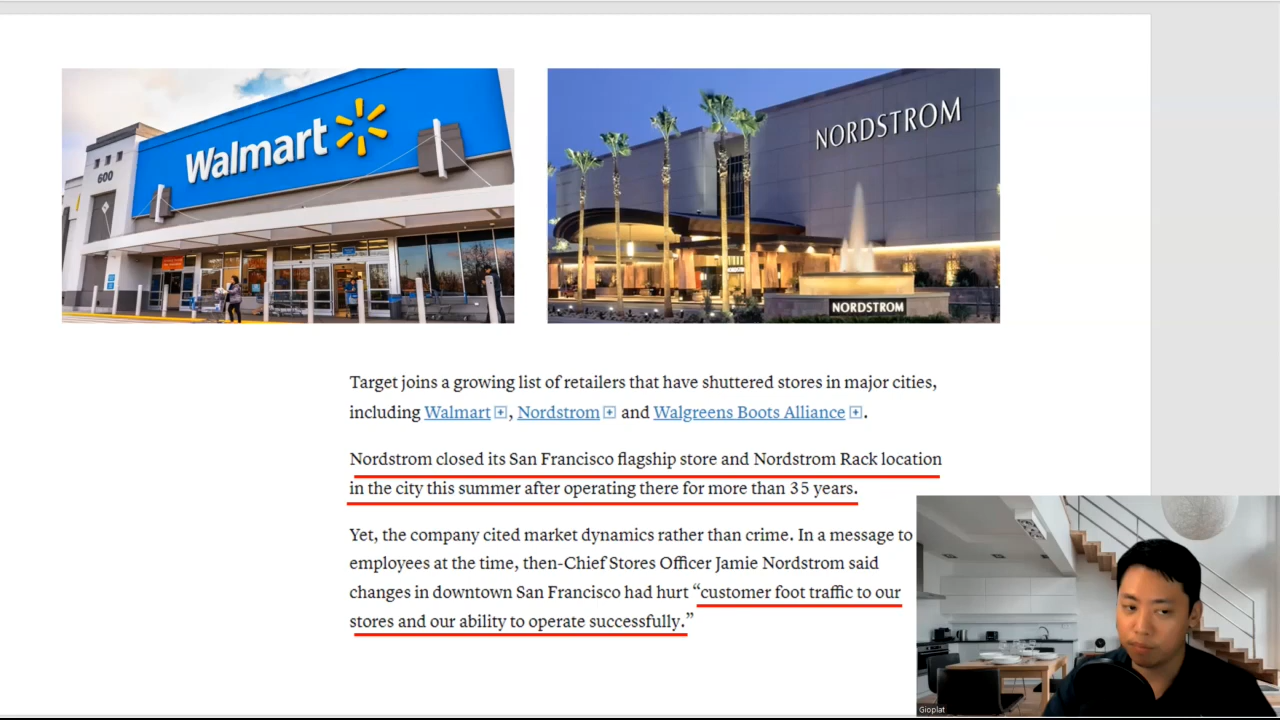 Walmart
600
NORDSTROM
NORDSTROM
Target joins a growing list of retailers that have shuttered stores in major cities,
including Walmart, Nordstrom and Walgreens Boots Alliance.
Nordstrom closed its San Francisco flagship store and Nordstrom Rack location
in the city this summer after operating there for more than 35 years.
Yet, the company cited market dynamics rather than crime. In a message to
employees at the time, then-Chief Stores Officer Jamie Nordstrom said
changes in downtown San Francisco had hurt “customer foot traffic to our
stores and our ability to operate successfully.”
Gioplat